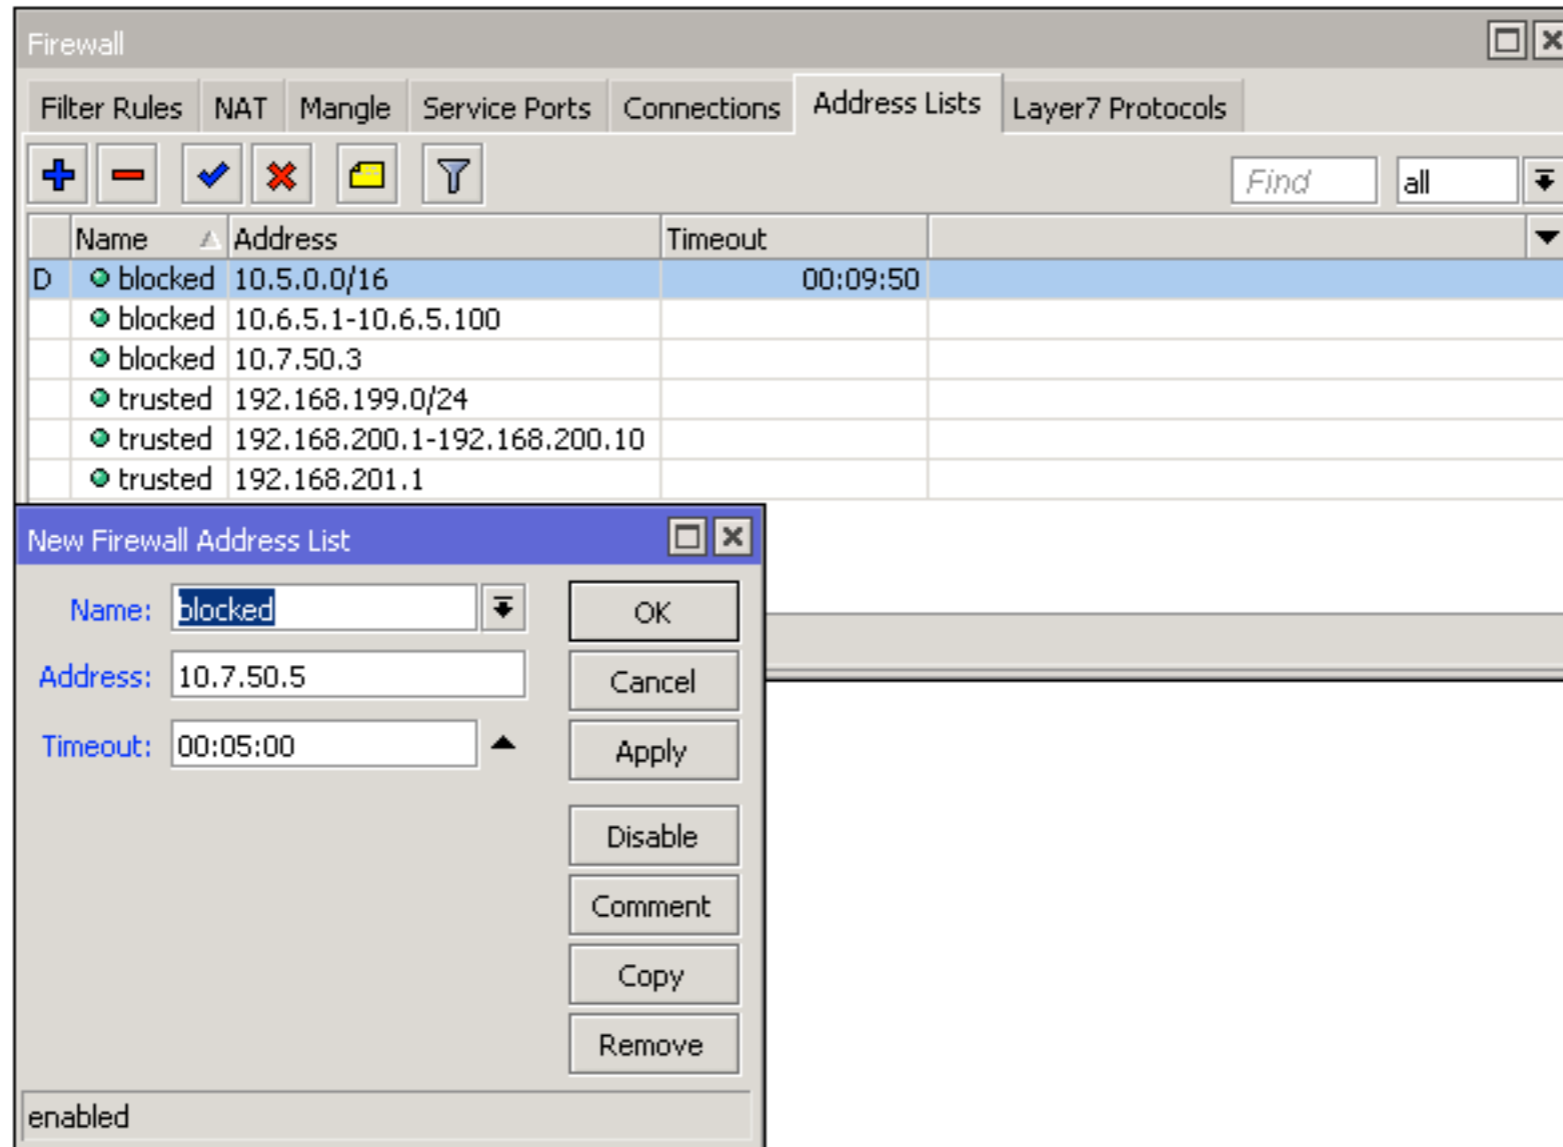 Firewall
Filter Rules NAT Mangle Service Ports Connections Address Lists Layer7 Protocols
Find all
Name Address Timeout
D blocked 10.5.0.0/16 00:09:50
blocked 10.6.5.1-10.6.5.100
blocked 10.7.50.3
trusted 192.168.199.0/24
trusted 192.168.200.1-192.168.200.10
trusted 192.168.201.1
New Firewall Address List
Name: blocked OK
Address: 10.7.50.5 Cancel
Timeout: 00:05:00 Apply
Disable
Comment
Copy
Remove
enabled